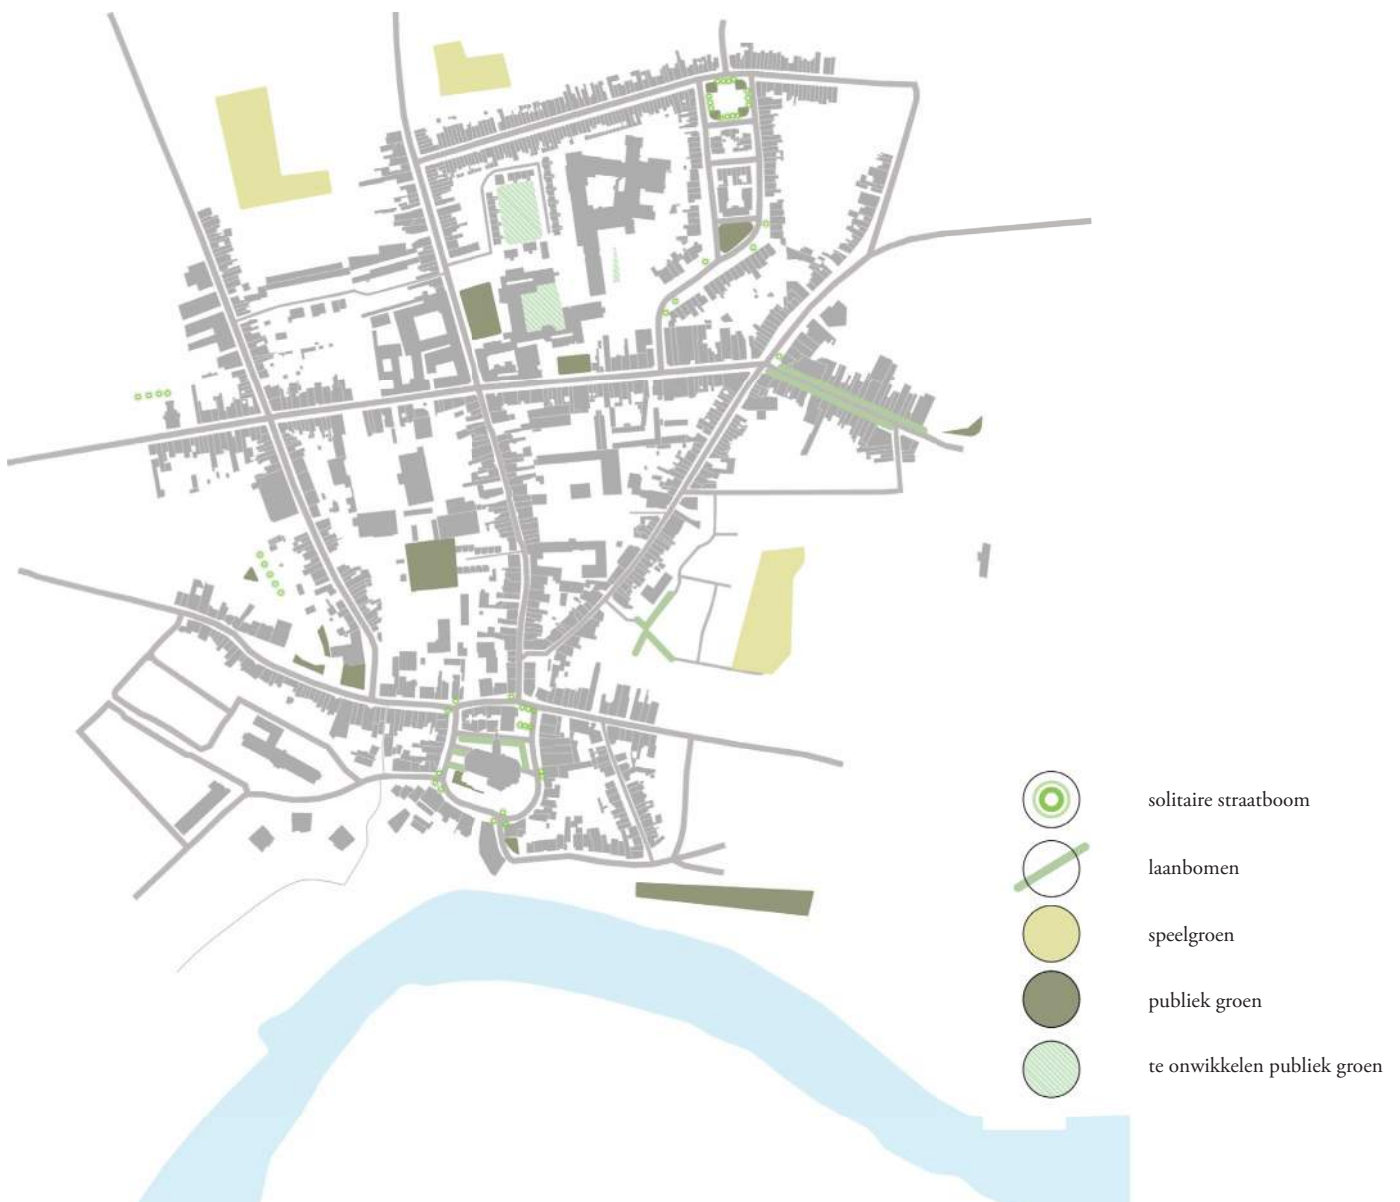 solitaire straatboom
laanbomen
speelgroen
publiek groen
te onwikkelen publiek groen